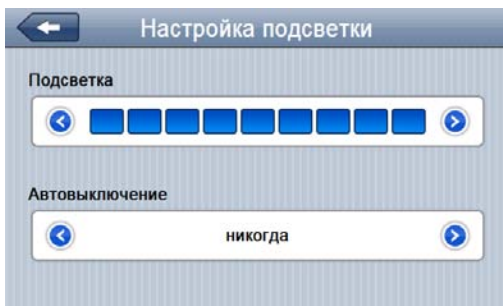 Настройка подсветки
Подсветка
Автовыключение
никогда